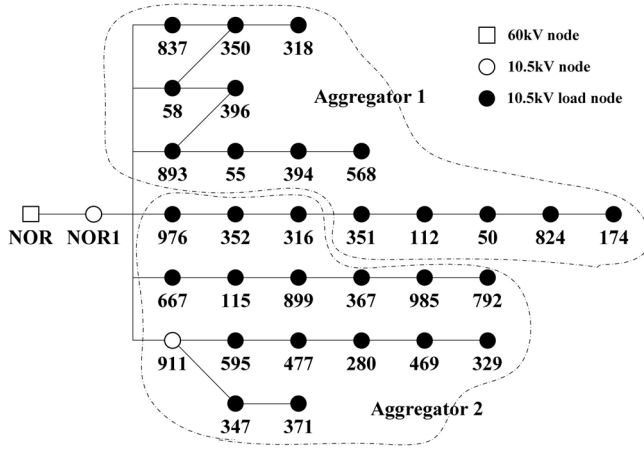 837 350 318
60kV node
58 396
10.5kV node
Aggregator 1
10.5kV load node
893 55 394 568
NOR NOR1 976 352 316 351 112 50 824 174
667 115 899 367 985 792
911 595 477 280 469 329
347 371
Aggregator 2